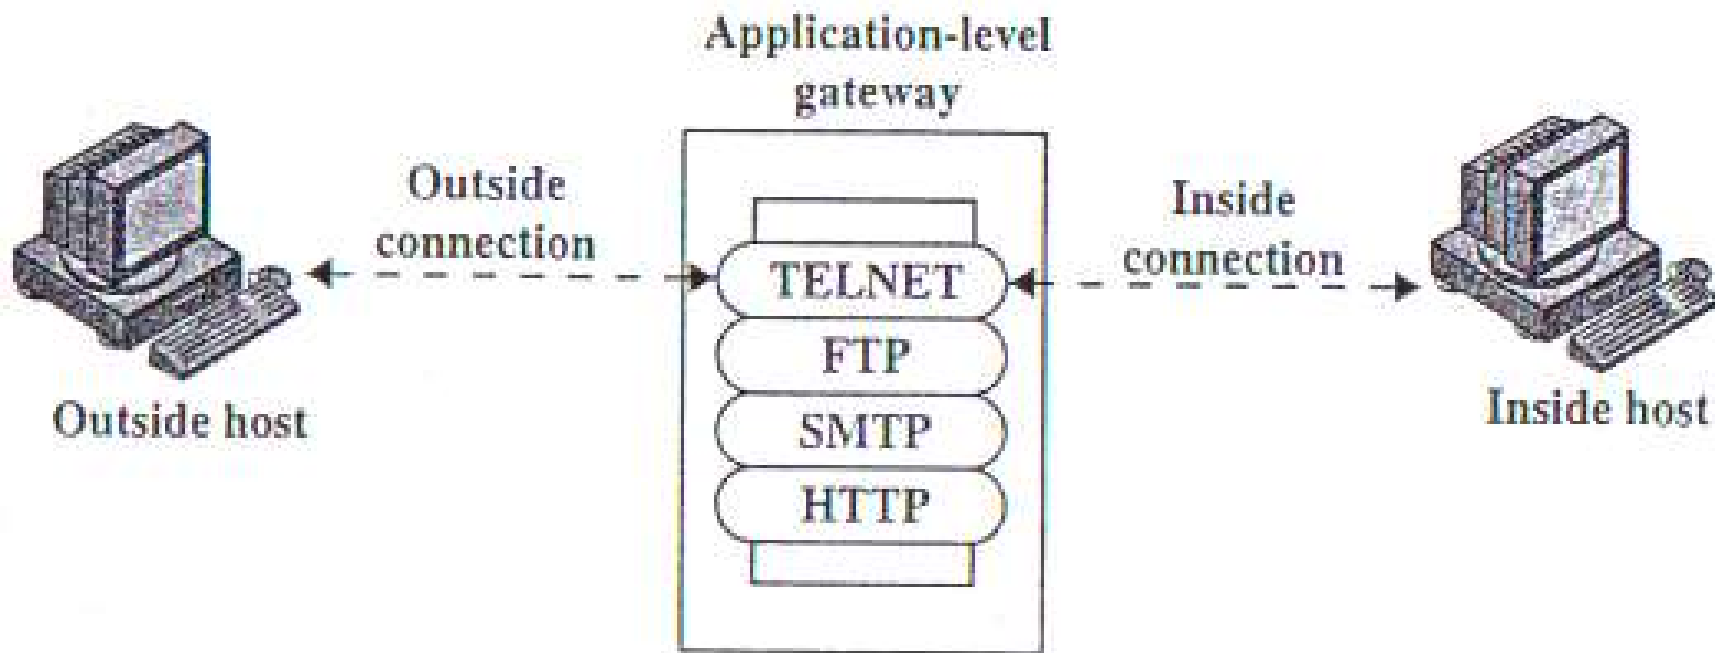 Application-level
gateway
Outside
connection
Inside
connection
TELNET
FTP
SMTP
HTTP
Outside host
Inside host